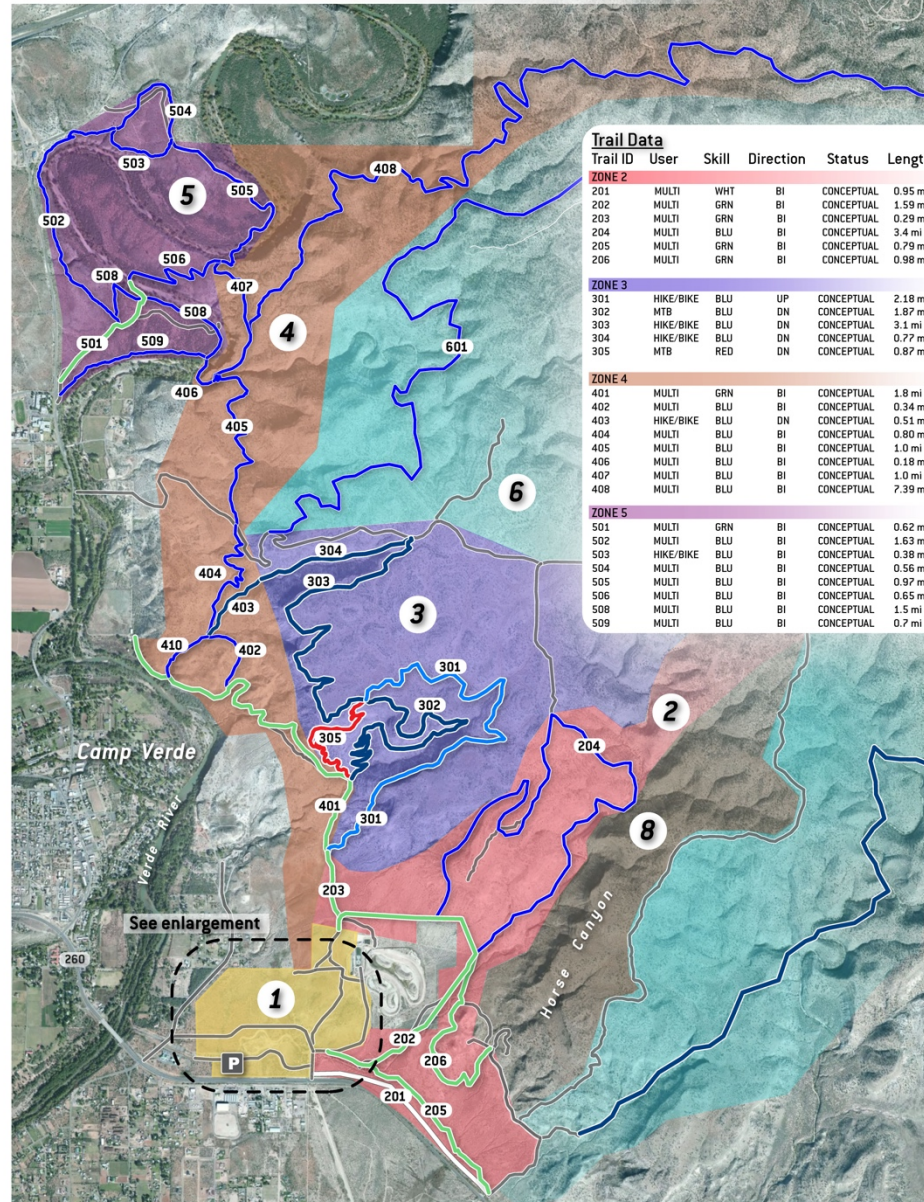 Trail Data
Trail ID User Skill Direction Status Lengt
ZONE 2
201 MULTI WHT BI CONCEPTUAL 0.95 m
202 MULTI GRN BI CONCEPTUAL 1.59 m
203 MULTI GRN BI CONCEPTUAL 0.29 m
204 MULTI BLU BI CONCEPTUAL 3.4 mi
205 MULTI GRN BI CONCEPTUAL 0.79 m
206 MULTI GRN BI CONCEPTUAL 0.98 m
ZONE 3
301 HIKE/BIKE BLU UP CONCEPTUAL 2.18 m
302 MTB BLU DN CONCEPTUAL 1.87 m
303 HIKE/BIKE BLU DN CONCEPTUAL 3.1 mi
304 HIKE/BIKE BLU DN CONCEPTUAL 0.77 m
305 MTB RED DN CONCEPTUAL 0.87 m
ZONE 4
401 MULTI GRN BI CONCEPTUAL 1.8 mi
402 MULTI BLU BI CONCEPTUAL 0.34 m
403 HIKE/BIKE BLU DN CONCEPTUAL 0.51 m
404 MULTI BLU BI CONCEPTUAL 0.80 m
405 MULTI BLU BI CONCEPTUAL 1.0 mi
406 MULTI BLU BI CONCEPTUAL 0.18 m
407 MULTI BLU BI CONCEPTUAL 1.0 mi
408 MULTI BLU BI CONCEPTUAL 7.39 m
ZONE 5
501 MULTI GRN BI CONCEPTUAL 0.62 m
502 MULTI BLU BI CONCEPTUAL 1.63 m
503 HIKE/BIKE BLU BI CONCEPTUAL 0.38 m
504 MULTI BLU BI CONCEPTUAL 0.56 m
505 MULTI BLU BI CONCEPTUAL 0.97 m
506 MULTI BLU BI CONCEPTUAL 0.65 m
508 MULTI BLU BI CONCEPTUAL 1.5 mi
509 MULTI BLU BI CONCEPTUAL 0.7 mi
504
503
408
5
505
502
506
508
407
508
4
501
509
601
406
405
6
304
404
303
403
3
410
402
301
302
2
305
204
Camp Verde
401
301
8
Verde River
203
See enlargement
Horse Canyon
260
1
202
P
206
201
205